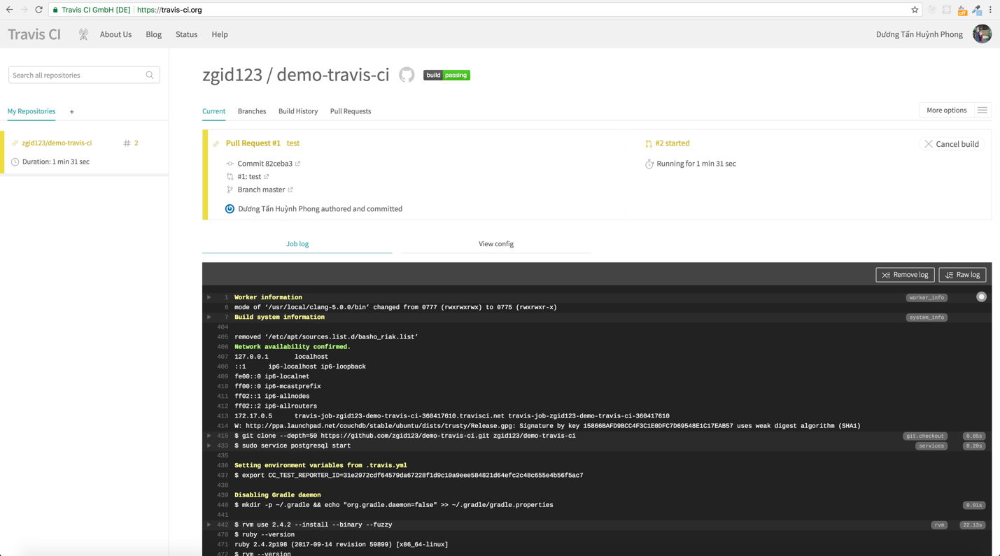 Travis CI GmbH [DE] https://travis-ci.org
off
Travis CI About Us Blog Status Help Dương Tấn Huỳnh Phong
Search all repositories
zgid123 / demo-travis-ci build passing
My Repositories +
Current Branches Build History Pull Requests More options
zgid123/demo-travis-ci # 2
Duration: 1 min 31 sec
Pull Request #1 test #2 started Cancel build
Commit 82ceba3 Running for 1 min 31 sec
#1: test
Branch master
Dương Tấn Huỳnh Phong authored and committed
Job log View config
Remove log Raw log
1 Worker information worker_info
6 mode of ‘/usr/local/clang-5.0.0/bin’ changed from 0777 (rwxrwxrwx) to 0775 (rwxrwxr-x)
7 Build system information system_info
404
405 removed ‘/etc/apt/sources.list.d/basho_riak.list’
406 Network availability confirmed.
407 127.0.0.1 localhost
408 ::1 ip6-localhost ip6-loopback
409 fe00::0 ip6-localnet
410 ff00::0 ip6-mcastprefix
411 ff02::1 ip6-allnodes
412 ff02::2 ip6-allrouters
413 172.17.0.5 travis-job-zgid123-demo-travis-ci-360417610.travisci.net travis-job-zgid123-demo-travis-ci-360417610
414 W: http://ppa.launchpad.net/couchdb/stable/ubuntu/dists/trusty/Release.gpg: Signature by key 15866BAFD9BCC4F3C1E0DFC7D69548E1C17EAB57 uses weak digest algorithm (SHA1)
415 $ git clone --depth=50 https://github.com/zgid123/demo-travis-ci.git zgid123/demo-travis-ci git.checkout 0.85s
433 $ sudo service postgresql start services 0.20s
435
436 Setting environment variables from .travis.yml
437 $ export CC_TEST_REPORTER_ID=31e2972cdf64579da67228f1d9c10a9eee584821d64efc2c48c655e4b56f5ac7
438
439 Disabling Gradle daemon
440 $ mkdir -p ~/.gradle && echo "org.gradle.daemon=false" >> ~/.gradle/gradle.properties 0.01s
441
442 $ rvm use 2.4.2 --install --binary --fuzzy rvm 22.13s
470 $ ruby --version
471 ruby 2.4.2p198 (2017-09-14 revision 59899) [x86_64-linux]
472 $ rvm --version